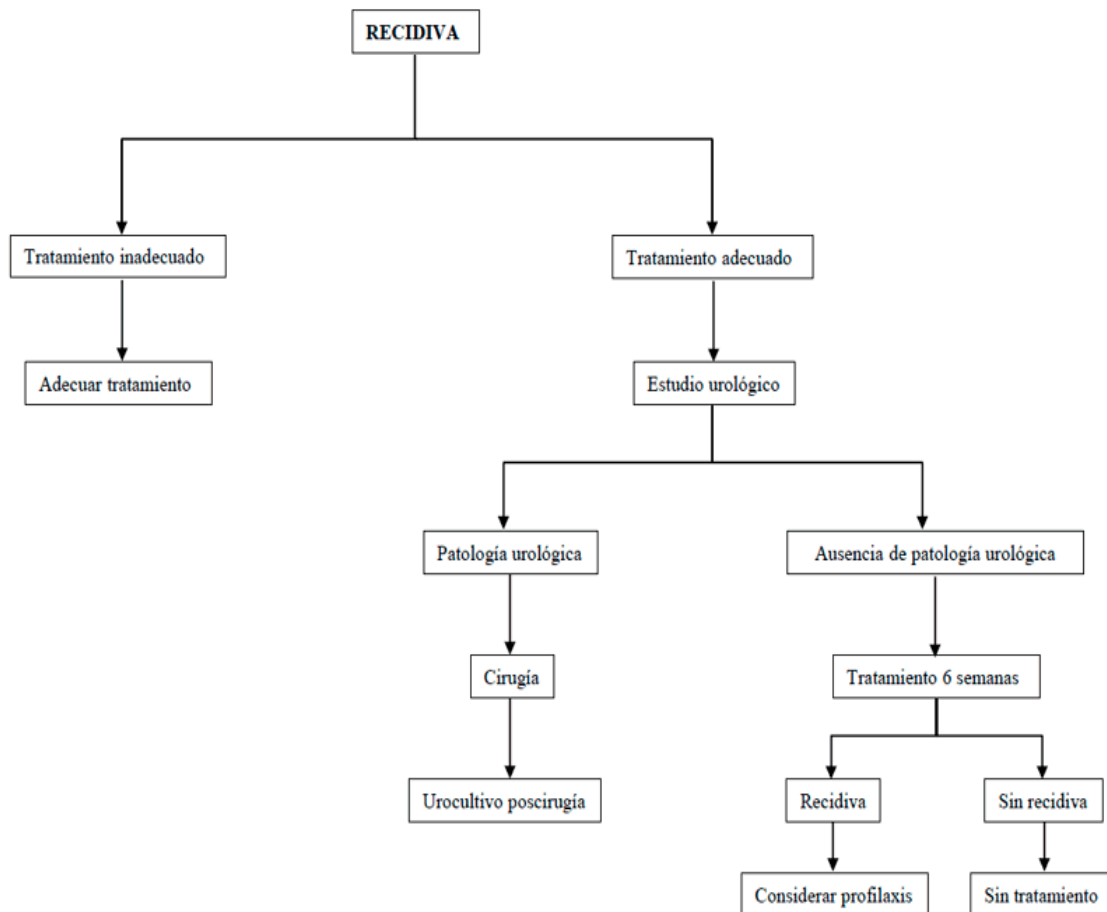 RECIDIVA
Tratamiento inadecuado
Tratamiento adecuado
Adecuar tratamiento
Estudio urológico
Patología urológica
Ausencia de patología urológica
Cirugía
Tratamiento 6 semanas
Urocultivo poscirugía
Recidiva
Sin recidiva
Considerar profilaxis
Sin tratamiento